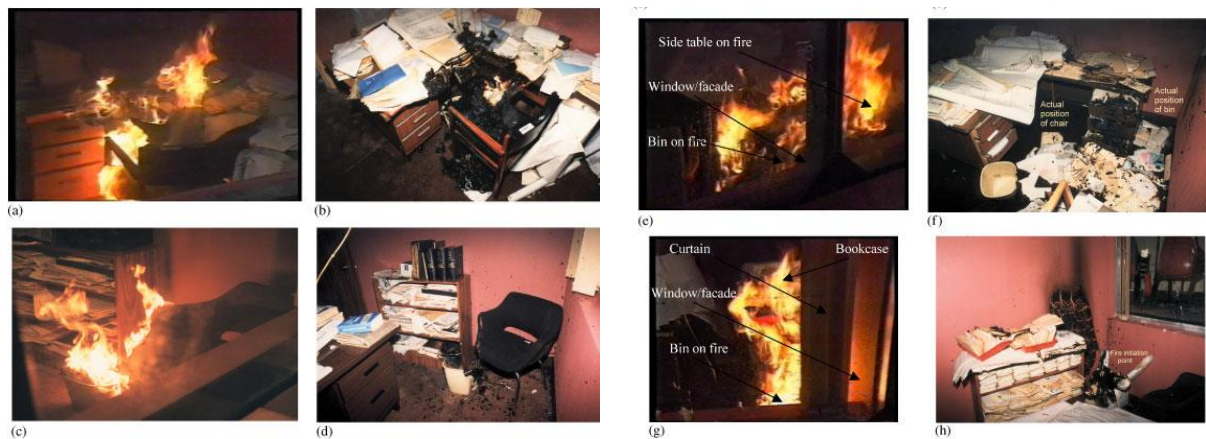 (a)
(b)
(c)
(d)
Side table on fire
Window/facade
Bin on fire
(e)
Actual
position
of chair
Actual
position
of bin
(f)
Curtain
Bookcase
Window/facade
Bin on fire
(g)
Fire initiation
point
(h)